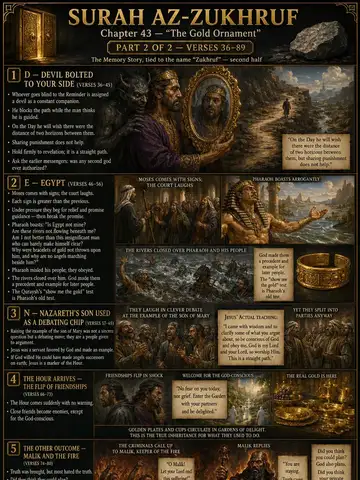 SURAH AZ-ZUKHRUF
Chapter 43 — "The Gold Ornament"
PART 2 OF 2 — VERSES 36–89
The Memory Story, tied to the name "Zukhruf" — second half
1
D — DEVIL BOLTED
TO YOUR SIDE (VERSES 36–45)
• Whoever goes blind to the Reminder is assigned
a devil as a constant companion.
• He blocks the path while the man thinks
he is guided.
• On the Day he will wish there were the
distance of two horizons between them.
• Sharing punishment does not help.
• Hold firmly to revelation; it is a straight path.
• Ask the earlier messengers: was any second god
ever authorized?
"On the Day he will wish
there were the distance
of two horizons between
them, but sharing punishment
does not help."
2
E — EGYPT (VERSES 46–56)
• Moses comes with signs; the court laughs.
• Each sign is greater than the previous.
• Under pressure they beg for relief and promise
guidance — then break the promise.
• Pharaoh boasts: "Is Egypt not mine?
Are these rivers not flowing beneath me?
Am I not better than this insignificant man
who can barely make himself clear?
Why were bracelets of gold not thrown upon
him, and why are no angels marching
beside him?"
• Pharaoh misled his people; they obeyed.
• The rivers closed over him. God made them
a precedent and example for later people.
• The Quraysh's "show me the gold" test
is Pharaoh's old test.
MOSES COMES WITH SIGNS;
THE COURT LAUGHS
PHARAOH BOASTS ARROGANTLY
THE RIVERS CLOSED OVER PHARAOH AND HIS PEOPLE
God made them a
precedent and
example for later
people. The
"show me the
gold" test is
Pharaoh's
old test.
3
N — NAZARETH'S SON USED
AS A DEBATING CHIP (VERSES 57–65)
• Raising the example of the son of Mary was not a sincere
question but a debating move; they are a people given
to argument.
• Jesus was a servant favored by God and made an example.
• If God willed He could have made angels successors
on earth; Jesus is a marker of the Hour.
THEY LAUGH IN CLEVER DEBATE
AT THE EXAMPLE OF THE SON OF MARY
JESUS' ACTUAL TEACHING:
"I came with wisdom and to
clarify some of what you argue
about, so be conscious of God
and obey me. God is my Lord
and your Lord, so worship Him.
This is a straight path."
YET THEY SPLIT INTO
PARTIES ANYWAY
4
THE HOUR ARRIVES —
THE FLIP OF FRIENDSHIPS
(VERSES 66–73)
• The Hour comes suddenly with no warning.
• Close friends become enemies, except
the God-conscious.
FRIENDSHIPS FLIP IN SHOCK
WELCOME FOR THE GOD-CONSCIOUS
"No fear on you today,
nor grief. Enter the Garden
with your partners
and be delighted."
THE REAL GOLD IS HERE
GOLDEN PLATES AND CUPS CIRCULATE IN GARDENS OF DELIGHT.
THIS IS THE TRUE INHERITANCE FOR WHAT THEY USED TO DO.
5
THE OTHER OUTCOME —
MALIK AND THE FIRE
(VERSES 74–80)
• Truth was brought, but most hated the truth.
THE CRIMINALS CALL UP
TO MALIK, KEEPER OF THE FIRE
"O Malik!
Let your Lord end
MALIK REPLIES
"You are
staying.
Did you think
you could plan?
God also plans.
Did you think